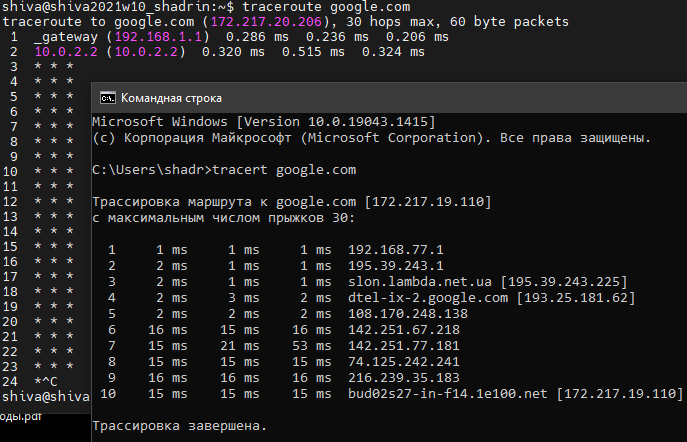 shiva@shiva2021w10_shadrin:~$ traceroute google.com
traceroute to google.com (172.217.20.206), 30 hops max, 60 byte packets
1 _gateway (192.168.1.1) 0.286 ms 0.236 ms 0.206 ms
2 10.0.2.2 (10.0.2.2) 0.320 ms 0.515 ms 0.324 ms
3 * * *
4 * * *
5 * * *
6 * * *
7 * * *
8 * * *
9 * * *
10 * * *
11 * * *
12 * * *
13 * * *
14 * * *
15 * * *
16 * * *
17 * * *
18 * * *
19 * * *
20 * * *
21 * * *
22 * * *
23 * * *
24 *^C
shiva@shiva
оды.pdf
Командная строка
Microsoft Windows [Version 10.0.19043.1415]
(c) Корпорация Майкрософт (Microsoft Corporation). Все права защищены.
C:\Users\shadr>tracert google.com
Трассировка маршрута к google.com [172.217.19.110]
с максимальным числом прыжков 30:
1 1 ms 1 ms 1 ms 192.168.77.1
2 2 ms 1 ms 1 ms 195.39.243.1
3 2 ms 1 ms 1 ms slon.lambda.net.ua [195.39.243.225]
4 2 ms 3 ms 2 ms dtel-ix-2.google.com [193.25.181.62]
5 2 ms 2 ms 2 ms 108.170.248.138
6 16 ms 15 ms 16 ms 142.251.67.218
7 15 ms 21 ms 53 ms 142.251.77.181
8 15 ms 15 ms 15 ms 74.125.242.241
9 16 ms 16 ms 16 ms 216.239.35.183
10 15 ms 15 ms 15 ms bud02s27-in-f14.1e100.net [172.217.19.110]
Трассировка завершена.